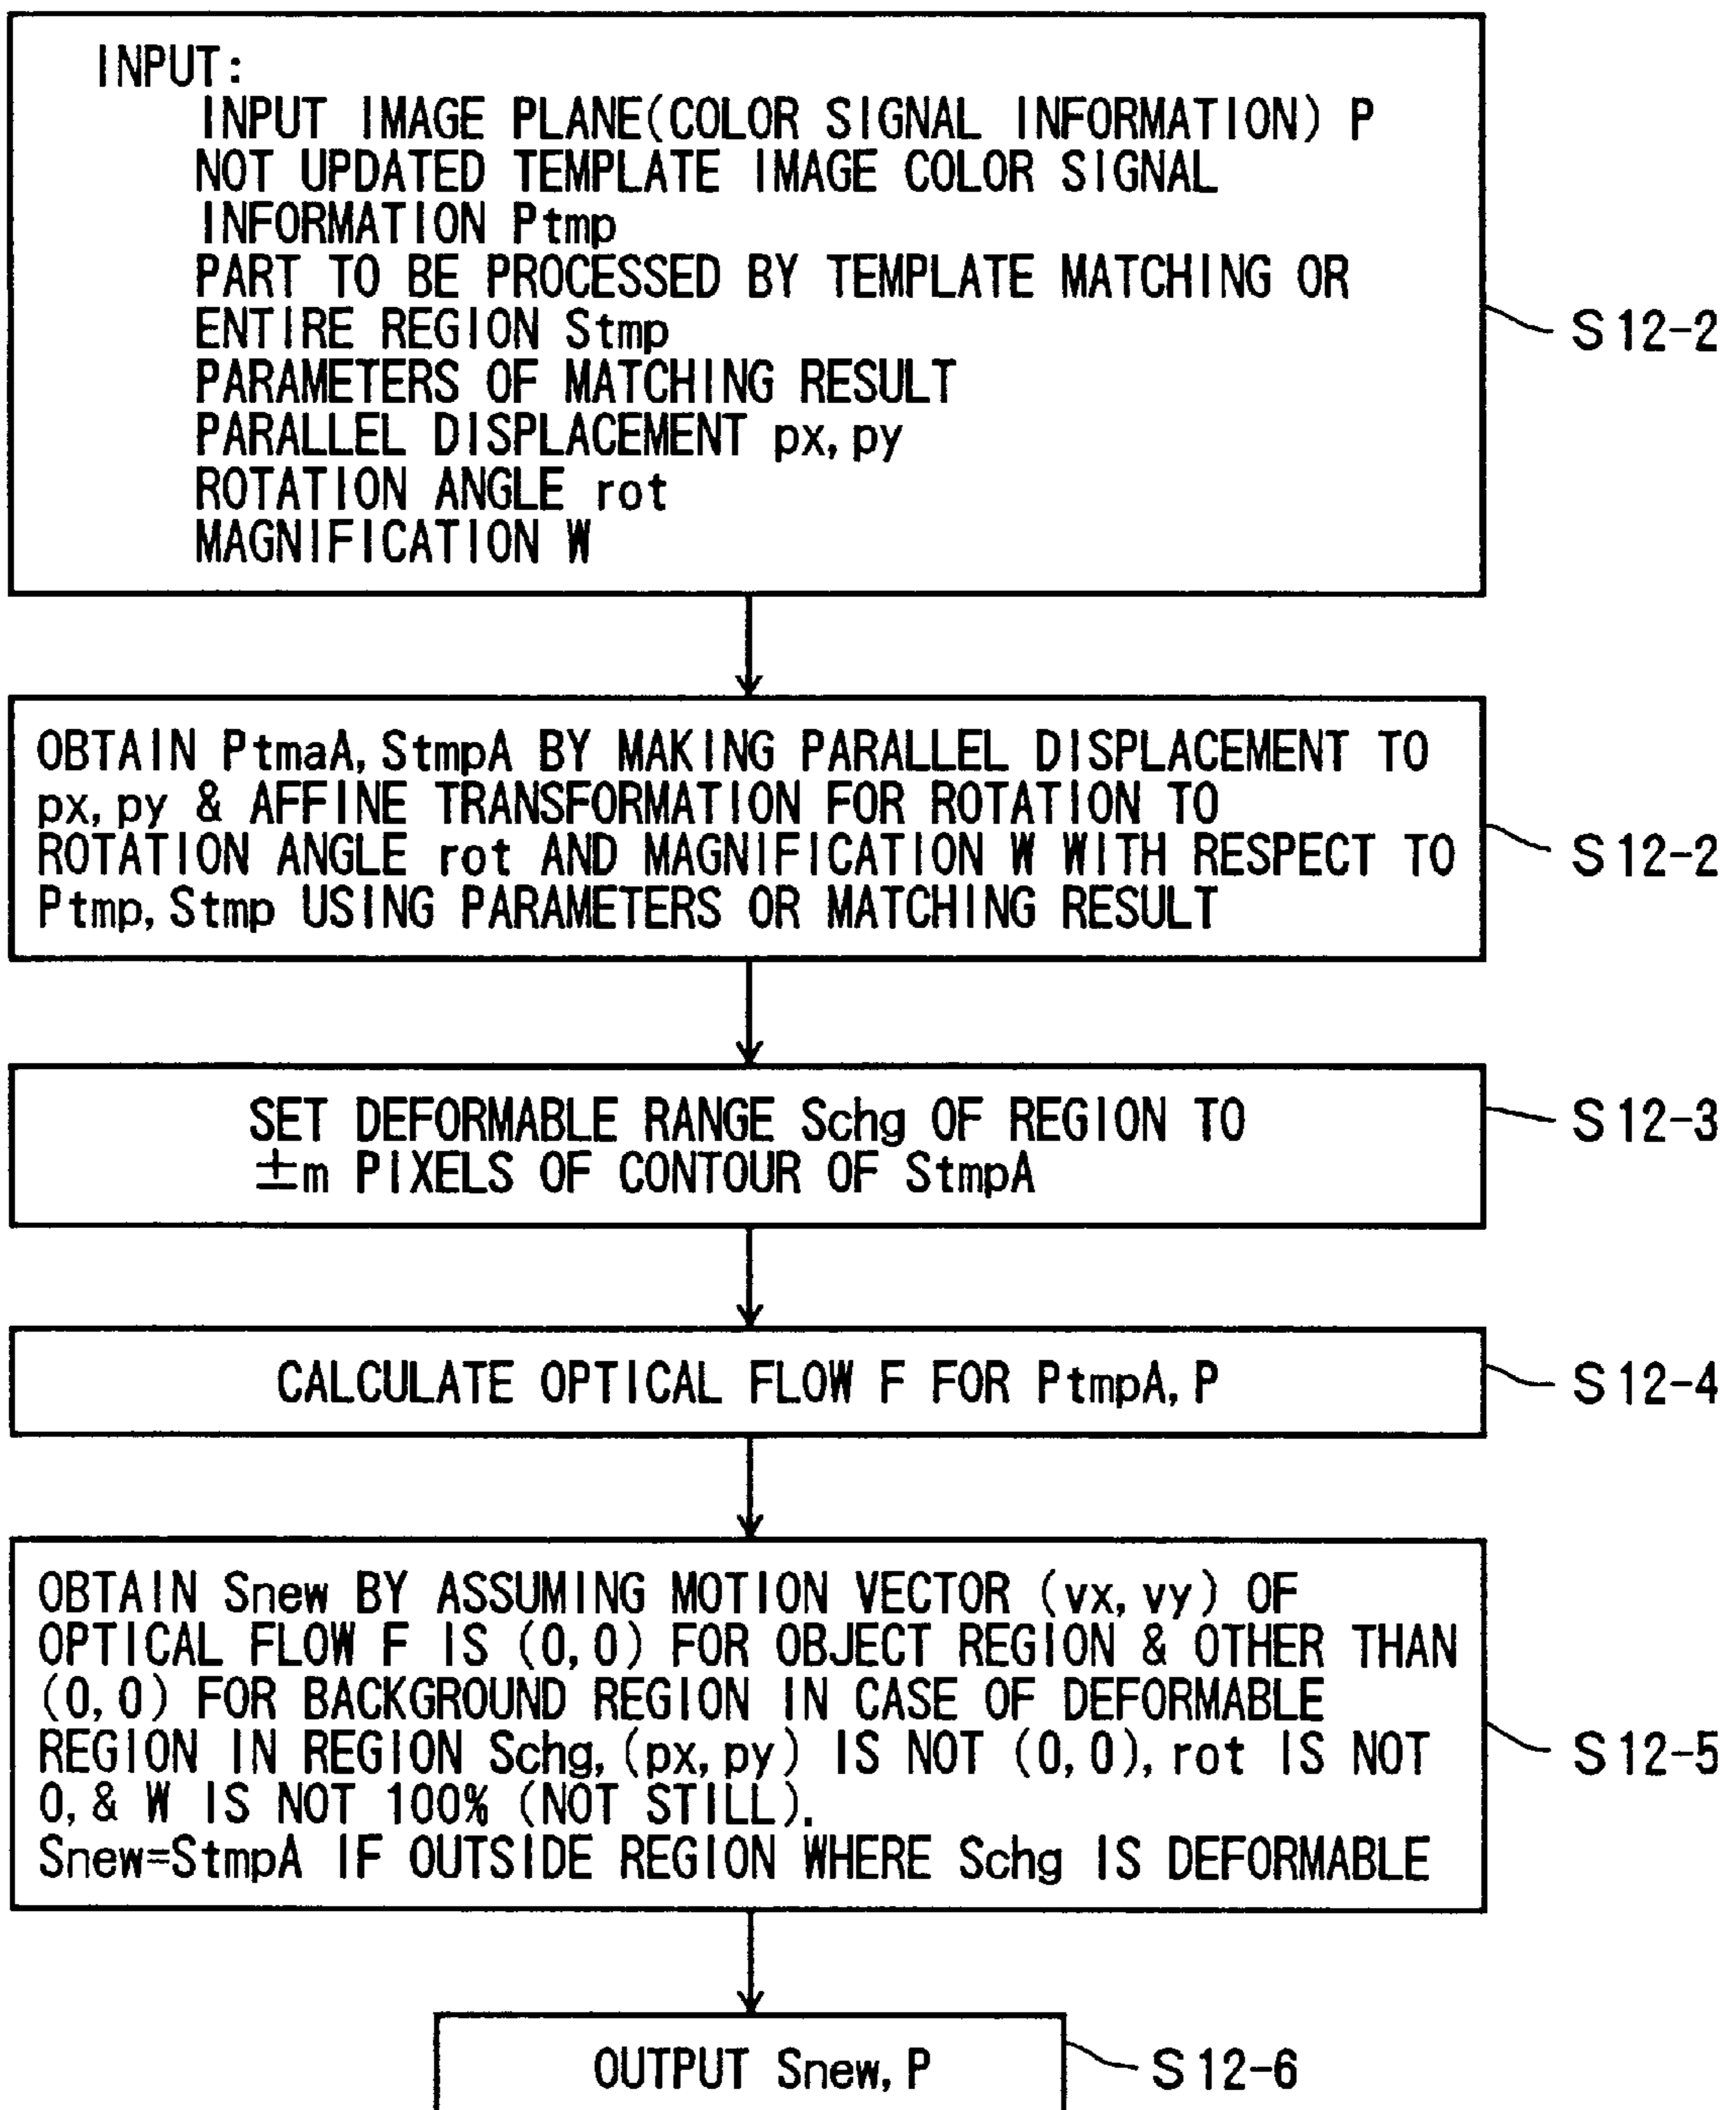 INPUT:
INPUT IMAGE PLANE(COLOR SIGNAL INFORMATION) P
NOT UPDATED TEMPLATE IMAGE COLOR SIGNAL
INFORMATION Ptmp
PART TO BE PROCESSED BY TEMPLATE MATCHING OR
ENTIRE REGION Stmp
PARAMETERS OF MATCHING RESULT
PARALLEL DISPLACEMENT px,py
ROTATION ANGLE rot
MAGNIFICATION W
S12-2
OBTAIN PtmaA,StmpA BY MAKING PARALLEL DISPLACEMENT TO
px,py & AFFINE TRANSFORMATION FOR ROTATION TO
ROTATION ANGLE rot AND MAGNIFICATION W WITH RESPECT TO
Ptmp,Stmp USING PARAMETERS OR MATCHING RESULT
S12-2
SET DEFORMABLE RANGE Schg OF REGION TO
±m PIXELS OF CONTOUR OF StmpA
S12-3
CALCULATE OPTICAL FLOW F FOR PtmpA,P
S12-4
OBTAIN Snew BY ASSUMING MOTION VECTOR (vx,vy) OF
OPTICAL FLOW F IS (0,0) FOR OBJECT REGION & OTHER THAN
(0,0) FOR BACKGROUND REGION IN CASE OF DEFORMABLE
REGION IN REGION Schg,(px,py) IS NOT (0,0),rot IS NOT
0,& W IS NOT 100% (NOT STILL).
Snew=StmpA IF OUTSIDE REGION WHERE Schg IS DEFORMABLE
S12-5
OUTPUT Snew,P
S12-6